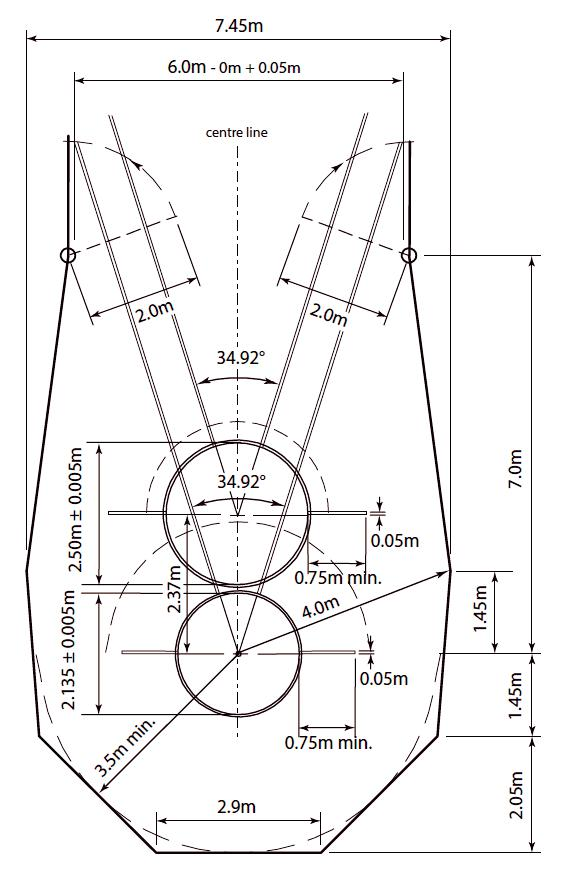 7.45m
6.0m - 0m + 0.05m
centre line
2.0m
2.0m
34.92°
34.92°
2.50m ± 0.005m
7.0m
0.05m
0.75m min.
2.37m
4.0m
1.45m
2.135 ± 0.005m
0.05m
1.45m
3.5m min.
0.75m min.
2.05m
2.9m